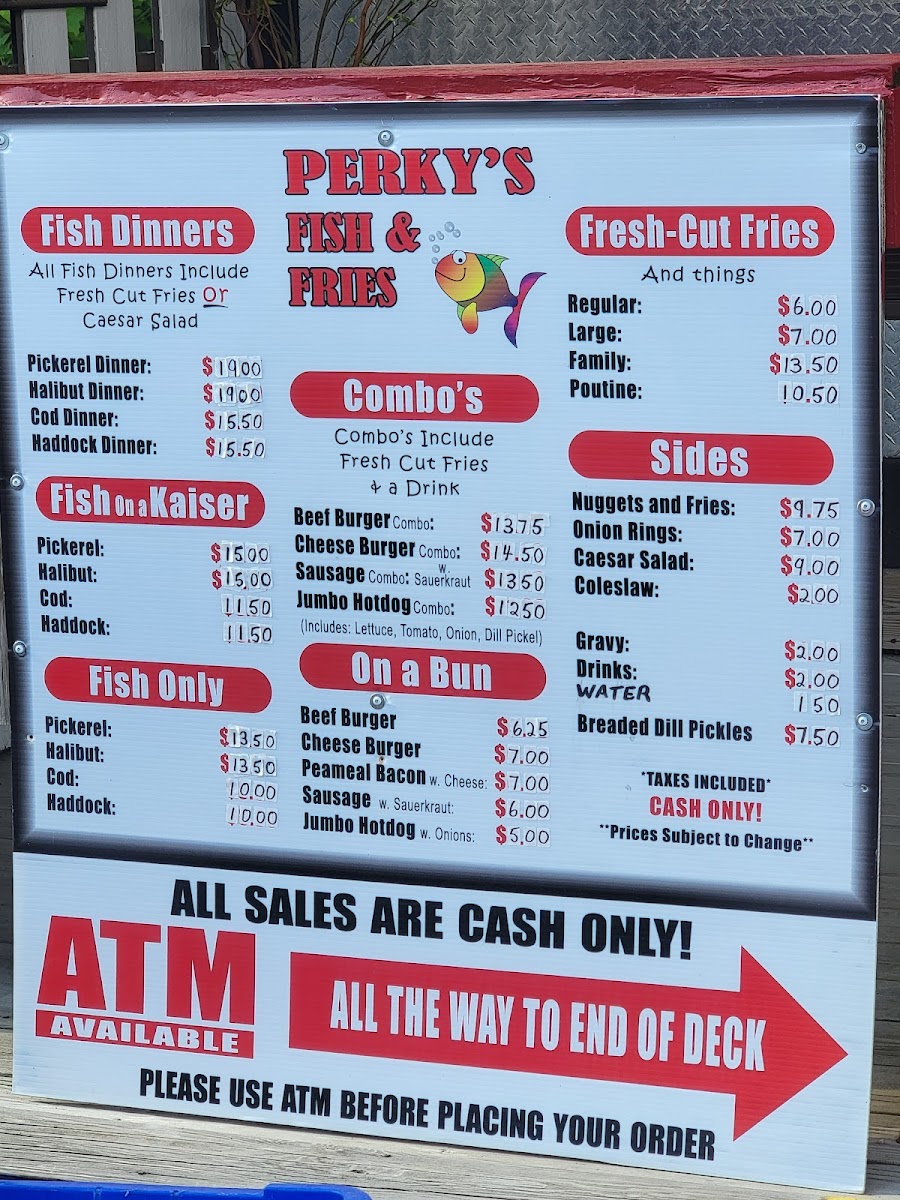 PERKY'S
FISH &
FRIES
Fish Dinners
All Fish Dinners Include
Fresh Cut Fries Or
Caesar Salad
Pickerel Dinner: $19.00
Halibut Dinner: $19.00
Cod Dinner: $15.50
Haddock Dinner: $15.50
Fish On a Kaiser
Pickerel: $15.00
Halibut: $15.00
Cod: 11.50
Haddock: 11.50
Fish Only
Pickerel: $13.50
Halibut: $13.50
Cod: 10.00
Haddock: 10.00
Combo's
Combo's Include
Fresh Cut Fries
& a Drink
Beef Burger Combo: $13.75
Cheese Burger Combo: $14.50
Sausage Combo: w. Sauerkraut $13.50
Jumbo Hotdog Combo: $12.50
(Includes: Lettuce, Tomato, Onion, Dill Pickel)
On a Bun
Beef Burger $6.25
Cheese Burger $7.00
Peameal Bacon w. Cheese: $7.00
Sausage w. Sauerkraut: $6.00
Jumbo Hotdog w. Onions: $5.00
Fresh-Cut Fries
And things
Regular: $6.00
Large: $7.00
Family: $13.50
Poutine: 10.50
Sides
Nuggets and Fries: $9.75
Onion Rings: $7.00
Caesar Salad: $9.00
Coleslaw: $2.00
Gravy: $2.00
Drinks: $2.00
WATER 1.50
Breaded Dill Pickles $7.50
*TAXES INCLUDED*
CASH ONLY!
**Prices Subject to Change**
ALL SALES ARE CASH ONLY!
ATM
AVAILABLE
ALL THE WAY TO END OF DECK
PLEASE USE ATM BEFORE PLACING YOUR ORDER